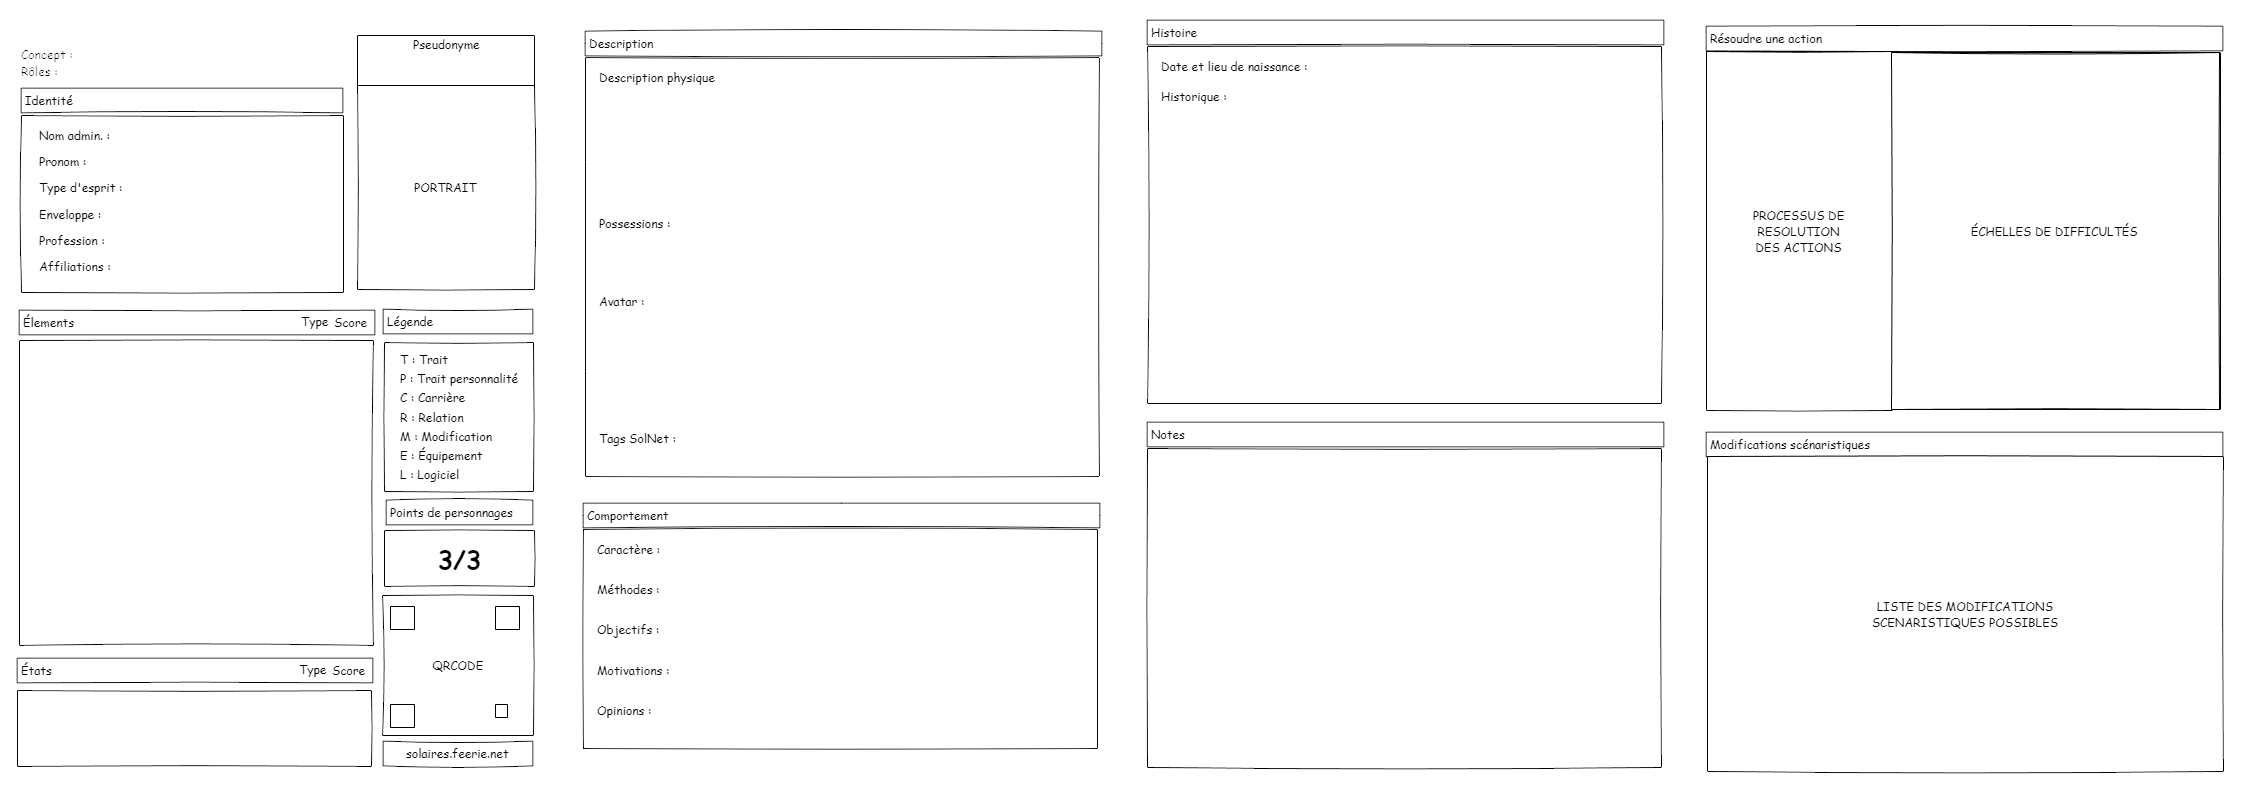 Concept :
Rôles :
Pseudonyme
PORTRAIT
Identité
Nom admin. :
Pronom :
Type d'esprit :
Enveloppe :
Profession :
Affiliations :
Élements Type Score
Légende
T : Trait
P : Trait personnalité
C : Carrière
R : Relation
M : Modification
E : Équipement
L : Logiciel
Points de personnages
3/3
États Type Score
QRCODE
solaires.feerie.net
Description
Description physique
Possessions :
Avatar :
Tags SolNet :
Comportement
Caractère :
Méthodes :
Objectifs :
Motivations :
Opinions :
Histoire
Date et lieu de naissance :
Historique :
Notes
Résoudre une action
PROCESSUS DE
RESOLUTION
DES ACTIONS
ÉCHELLES DE DIFFICULTÉS
Modifications scénaristiques
LISTE DES MODIFICATIONS
SCENARISTIQUES POSSIBLES